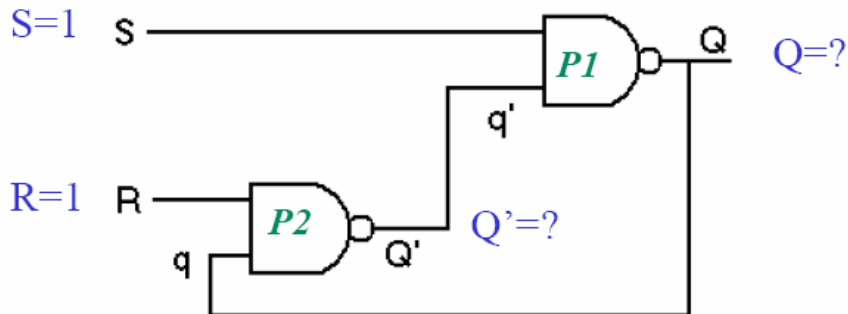 S=1 S P1 Q Q=?
q'
R=1 R P2 Q' Q’=?
q